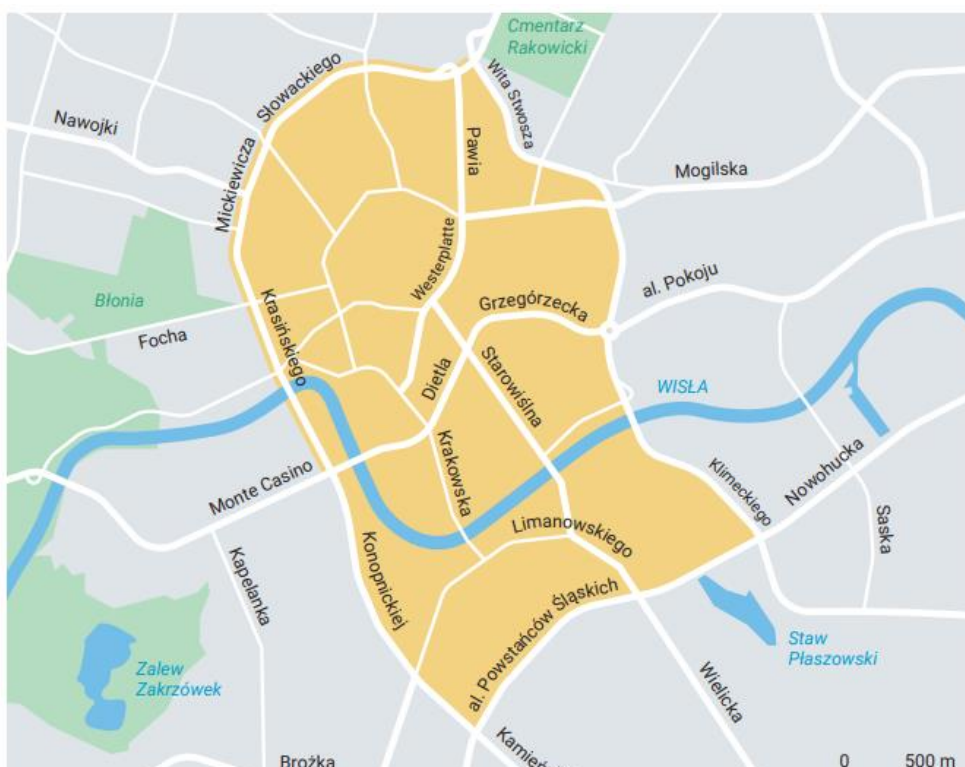 Cmentarz
Rakowicki
Słowackiego
Wita Stwosza
Nawojki
Pawia
Mogilska
Mickiewicza
Westerplatte
al. Pokoju
Błonia
Grzegórzecka
Krasińskiego
Focha
Starowiślna
Dietla
WISŁA
Krakowska
Monte Casino
Klimeckiego
Nowohucka
Limanowskiego
Saska
Konopnickiej
Kapelanka
al. Powstańców Śląskich
Staw
Płaszowski
Zalew
Zakrzówek
Wielicka
Brożka
0 500 m